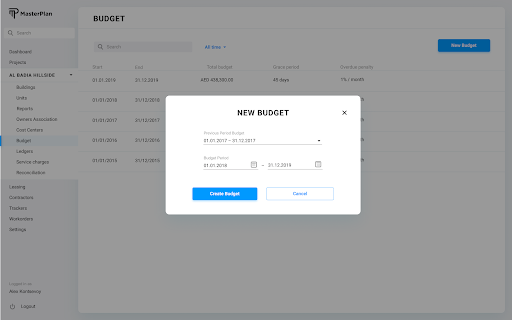 MasterPlan
Search
Dashboard
Projects
AL BADIA HILLSIDE
Buildings
Units
Reports
Owners Association
Cost Centers
Budget
Ledgers
Service charges
Reconciliation
Leasing
Contractors
Trackers
Workorders
Settings
Logged in as
Alex Kontsevoy
Logout
BUDGET
Search
All time
New Budget
Start End Total budget Grace period Overdue penalty
01.01.2019 31.12.2019 AED 438,500.00 45 days 1% / month
01/01/2018 31/12/2018
01/01/2017 31/12/2017
01/01/2016 31/12/2016
01/01/2015 31/12/2015
NEW BUDGET
Previous Period Budget
01.01.2017 – 31.12.2017
Budget Period
01.01.2018 – 31.12.2019
Create Budget Cancel